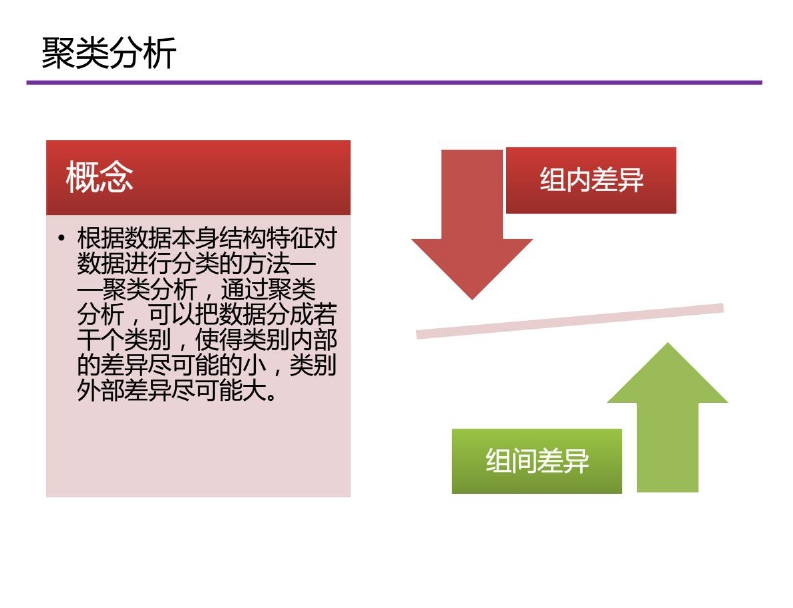 聚类分析
概念
• 根据数据本身结构特征对
数据进行分类的方法—
—聚类分析，通过聚类
分析，可以把数据分成若
干个类别，使得类别内部
的差异尽可能的小，类别
外部差异尽可能大。
组内差异
组间差异